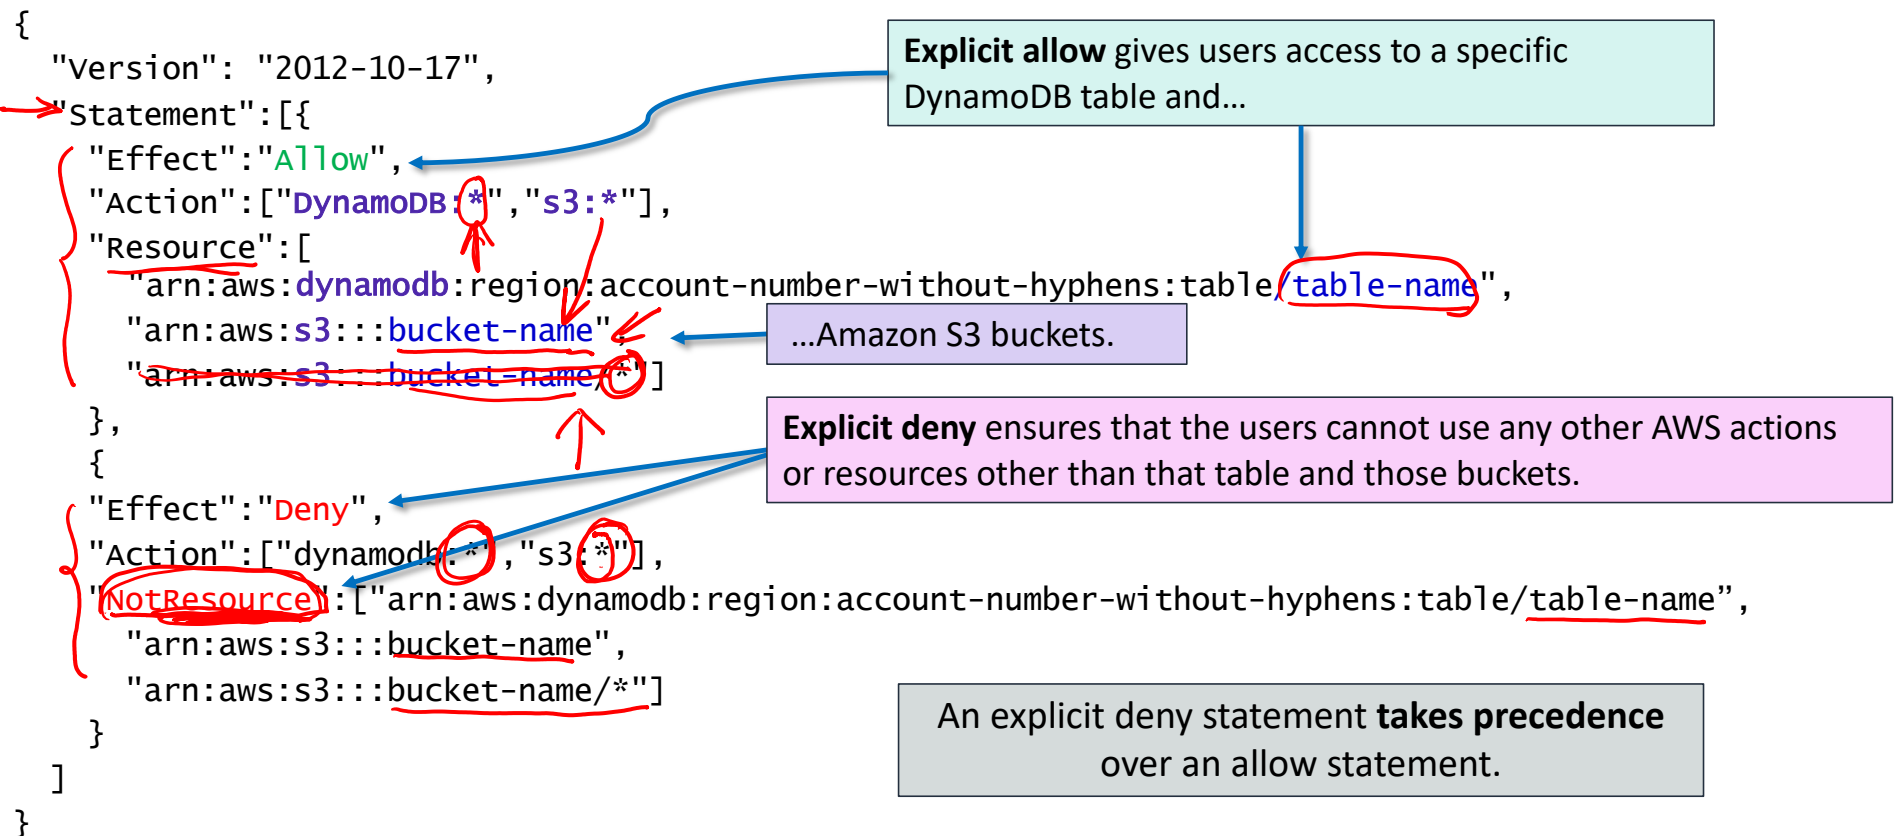 {
"Version": "2012-10-17",
"Statement":[{
"Effect":"Allow",
"Action":["DynamoDB:*","s3:*"],
"Resource":[
"arn:aws:dynamodb:region:account-number-without-hyphens:table/table-name",
"arn:aws:s3:::bucket-name",
"arn:aws:s3:::bucket-name/*"]
},
{
"Effect":"Deny",
"Action":["dynamodb:*","s3:*"],
"NotResource":["arn:aws:dynamodb:region:account-number-without-hyphens:table/table-name”,
"arn:aws:s3:::bucket-name",
"arn:aws:s3:::bucket-name/*"]
}
]
}
Explicit allow gives users access to a specific
DynamoDB table and…
…Amazon S3 buckets.
Explicit deny ensures that the users cannot use any other AWS actions
or resources other than that table and those buckets.
An explicit deny statement takes precedence
over an allow statement.